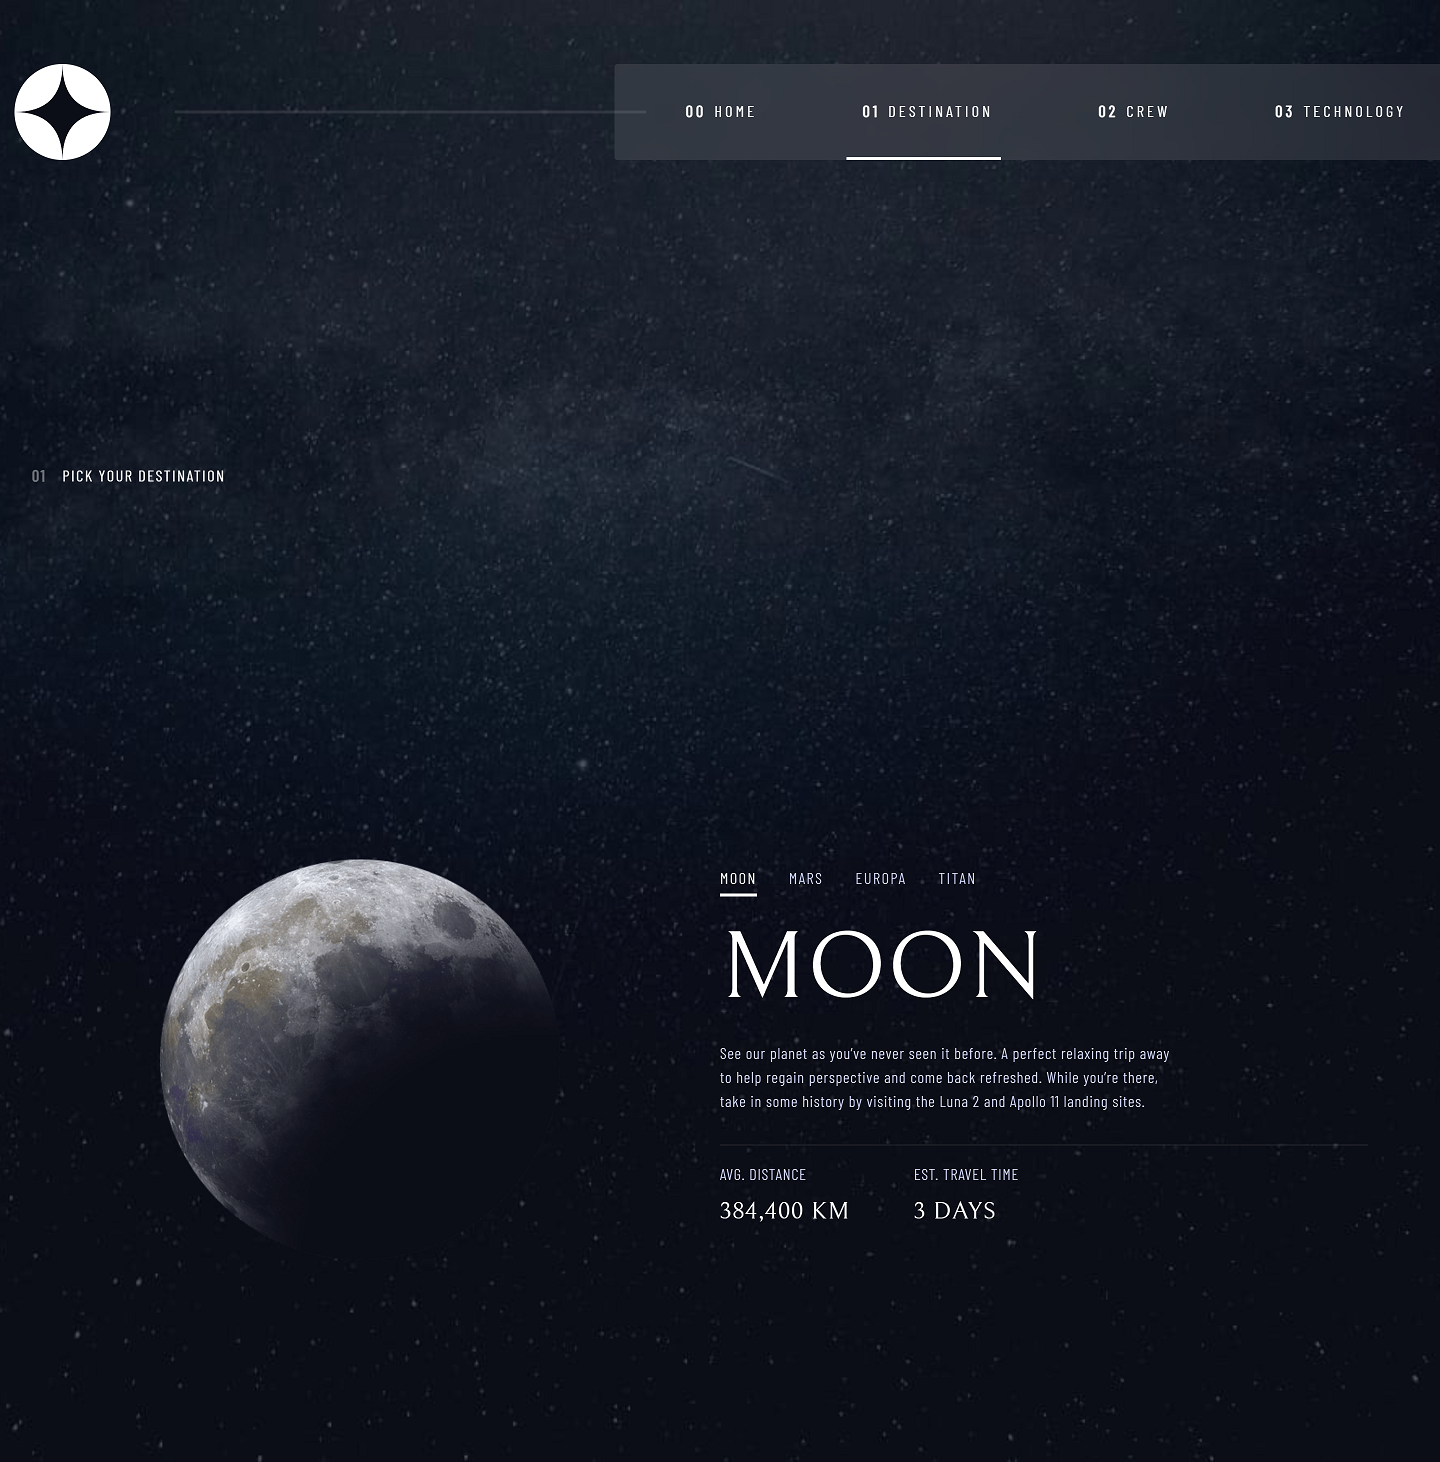 00 HOME 01 DESTINATION 02 CREW 03 TECHNOLOGY
01 PICK YOUR DESTINATION
MOON MARS EUROPA TITAN
MOON
See our planet as you’ve never seen it before. A perfect relaxing trip away
to help regain perspective and come back refreshed. While you’re there,
take in some history by visiting the Luna 2 and Apollo 11 landing sites.
AVG. DISTANCE EST. TRAVEL TIME
384,400 KM 3 DAYS